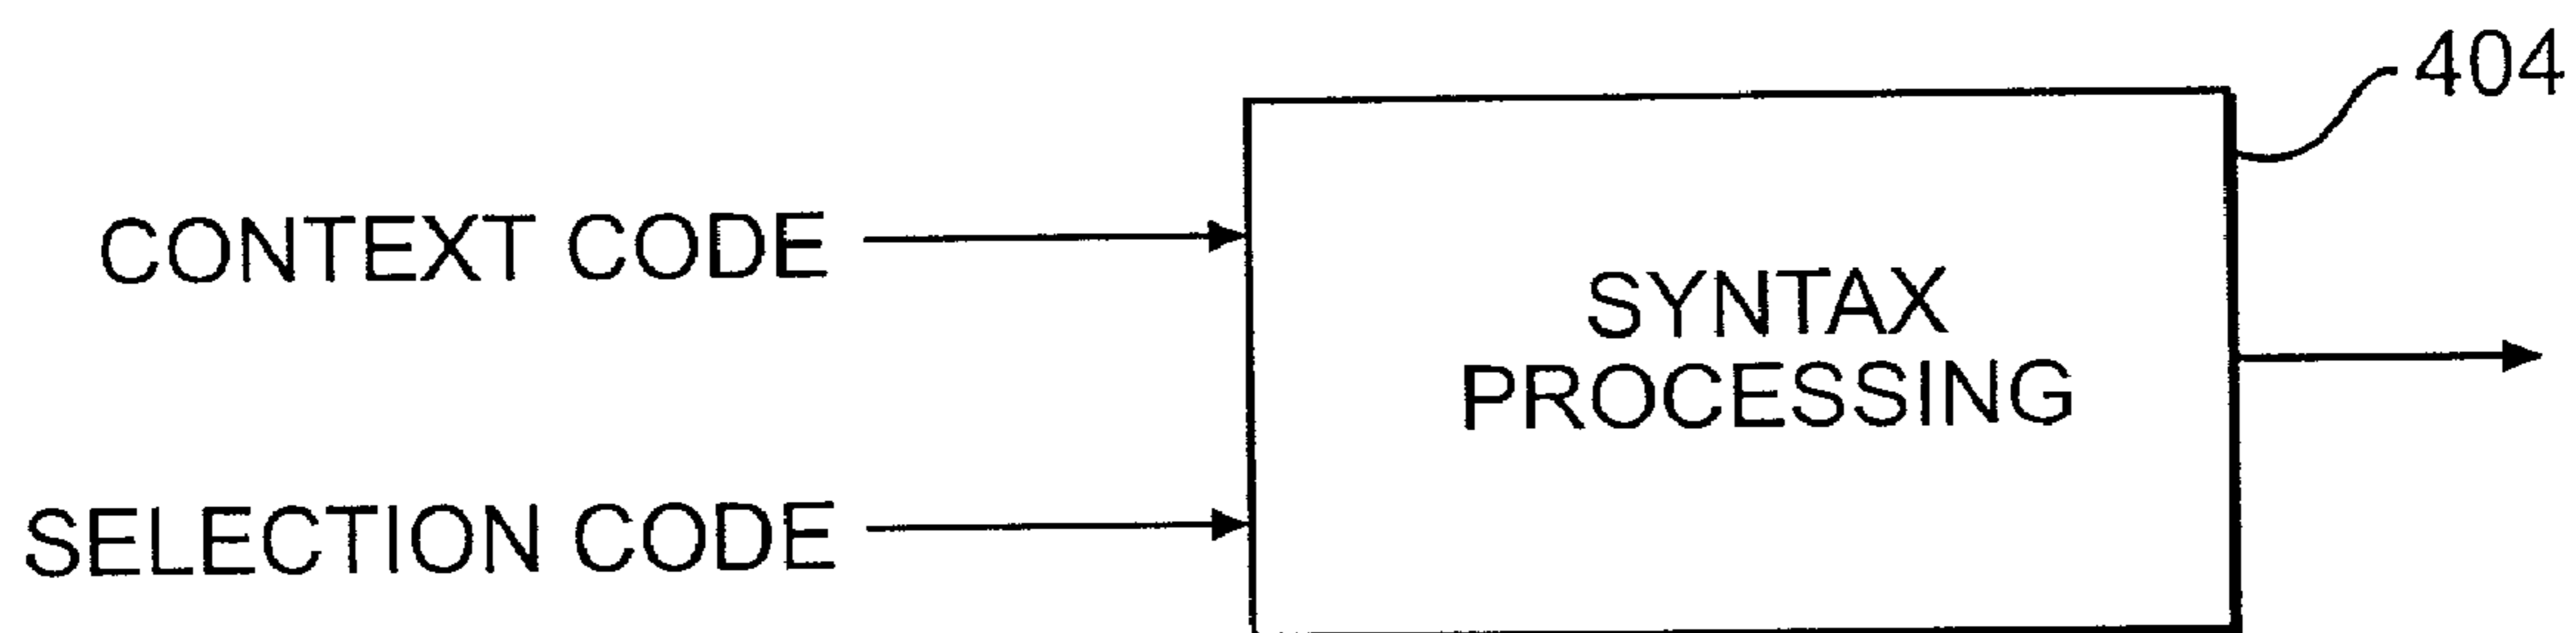 404
CONTEXT CODE
SYNTAX
PROCESSING
SELECTION CODE